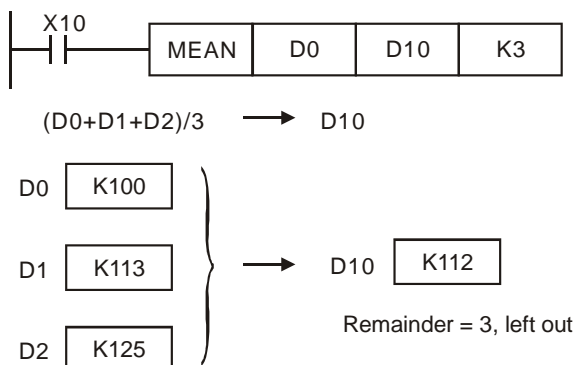 X10
MEAN D0 D10 K3
(D0+D1+D2)/3 D10
D0 K100
D1 K113
D10 K112
Remainder = 3, left out
D2 K125